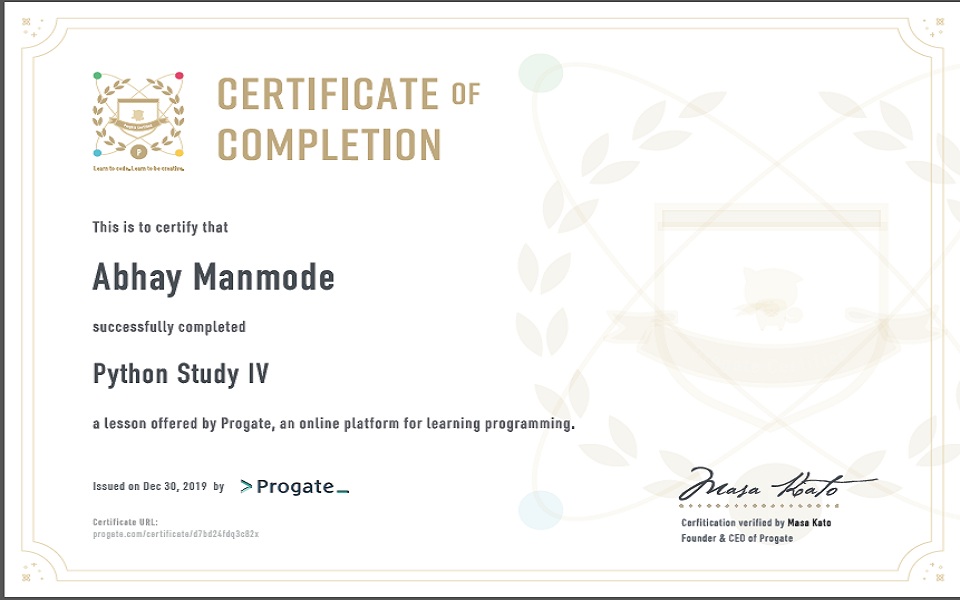 CERTIFICATE OF
COMPLETION
P
Learn to code. Learn to be creative.
This is to certify that
Abhay Manmode
successfully completed
Python Study IV
a lesson offered by Progate, an online platform for learning programming.
Issued on Dec 30, 2019 by
Progate
Masa Kato
Certificate URL:
progate.com/certificate/d7bd24fdq3c82x
Cerfitication verified by Masa Kato
Founder & CEO of Progate